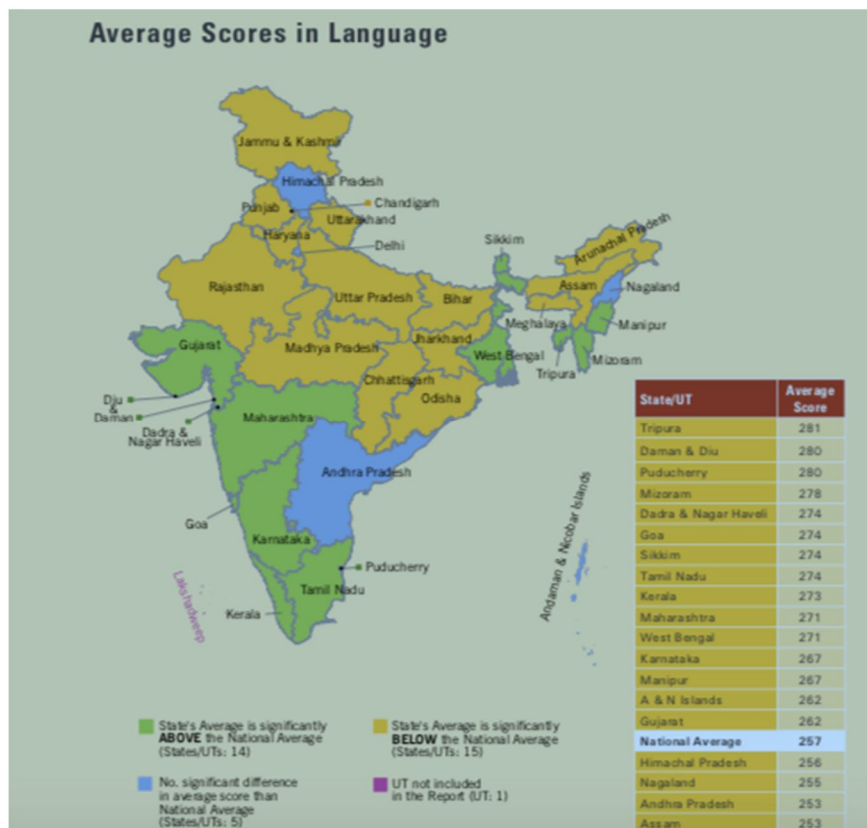 Average Scores in Language
Jammu & Kashmir
Himachal Pradesh
Punjab
Chandigarh
Uttarakhand
Haryana
Delhi
Sikkim
Arunachal Pradesh
Rajasthan
Uttar Pradesh
Bihar
Assam
Nagaland
Meghalaya
Manipur
Gujarat
Madhya Pradesh
Jharkhand
West Bengal
Tripura
Mizoram
Chhattisgarh
Odisha
Diu
&
Daman
Dadra &
Nagar Haveli
Maharashtra
Andhra Pradesh
Goa
Karnataka
Puducherry
Tamil Nadu
Kerala
Lakshadweep
Andaman & Nicobar Islands
State/UT Average Score
Tripura 281
Daman & Diu 280
Puducherry 280
Mizoram 278
Dadra & Nagar Haveli 274
Goa 274
Sikkim 274
Tamil Nadu 274
Kerala 273
Maharashtra 271
West Bengal 271
Karnataka 267
Manipur 267
A & N Islands 262
Gujarat 262
National Average 257
Himachal Pradesh 256
Nagaland 255
Andhra Pradesh 253
Assam 253
State's Average is significantly
ABOVE the National Average
(States/UTs: 14)
State's Average is significantly
BELOW the National Average
(States/UTs: 15)
No. significant difference
in average score than
National Average
(States/UTs: 5)
UT not included
in the Report (UT: 1)